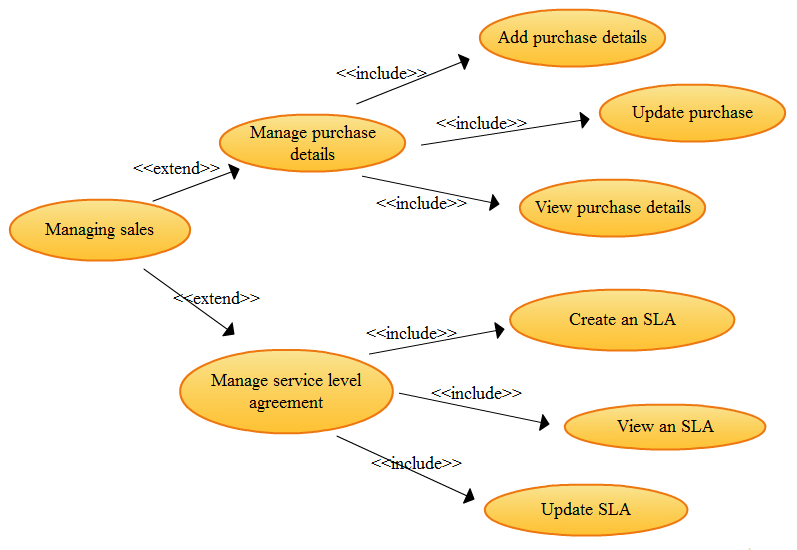 Add purchase details
<<include>>
Update purchase
<<include>>
Manage purchase
details
<<extend>>
<<include>>
View purchase details
Managing sales
<<extend>>
Create an SLA
<<include>>
Manage service level
agreement
<<include>>
View an SLA
<<include>>
Update SLA